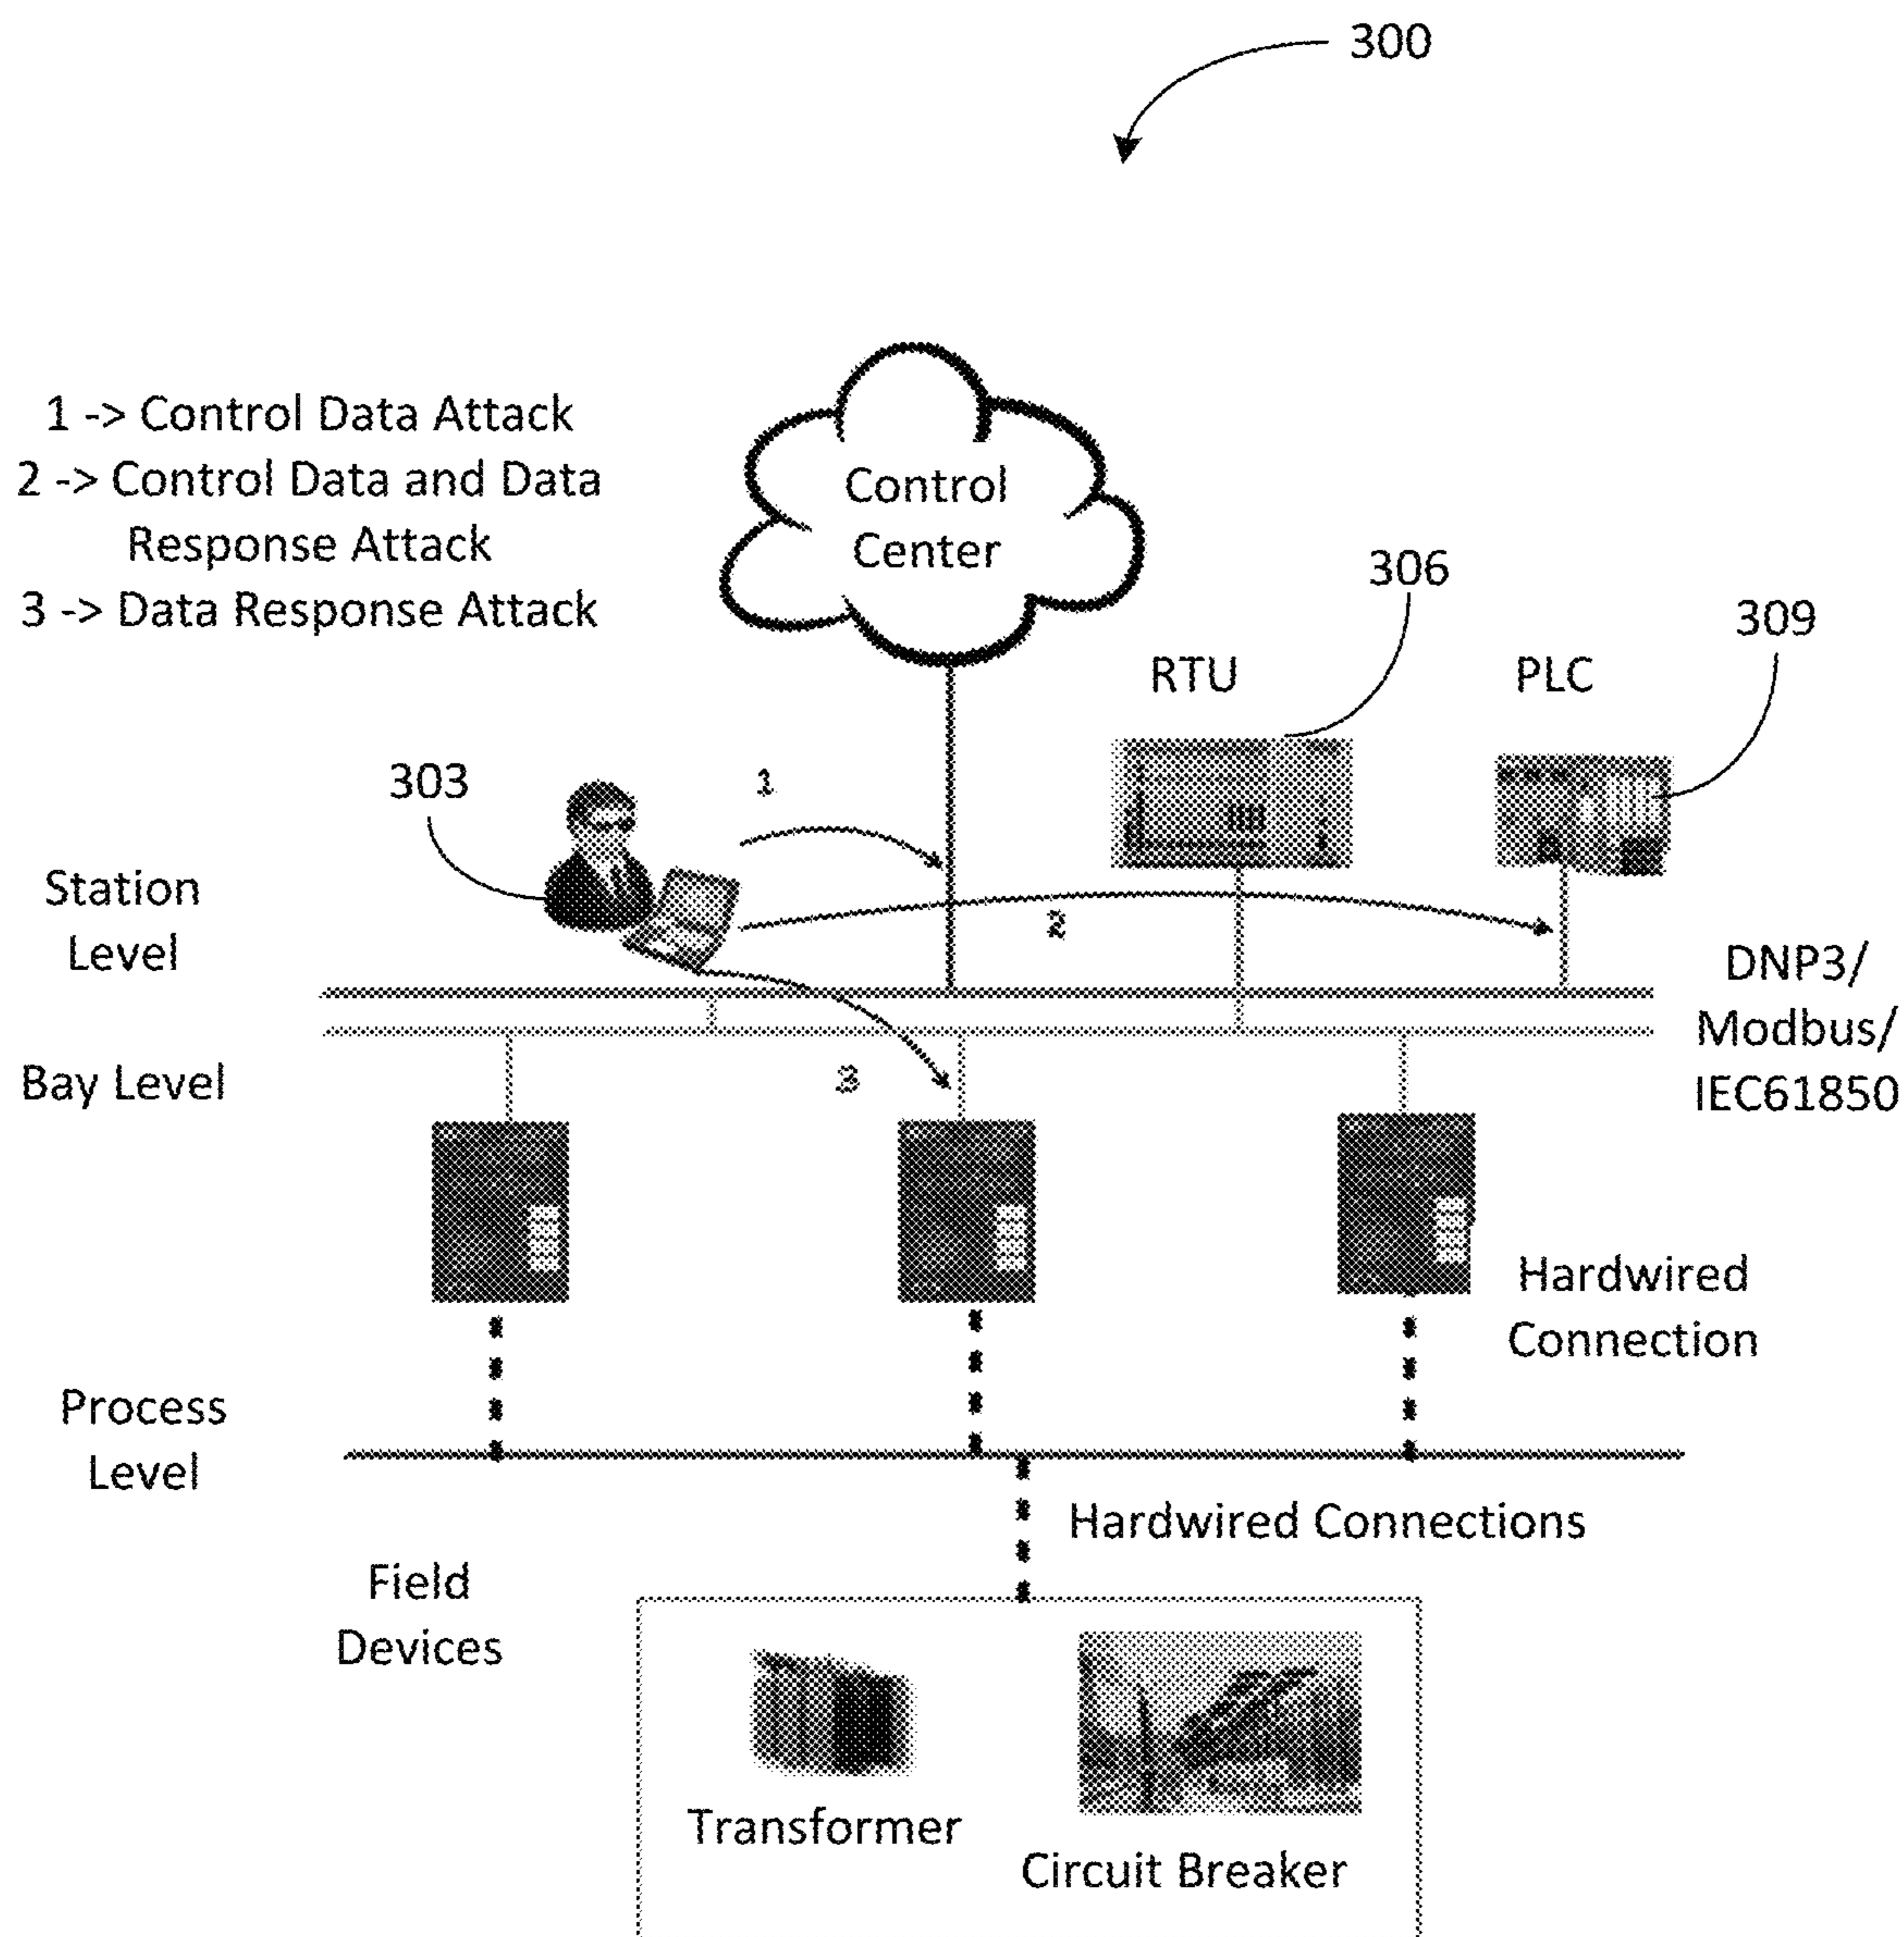 300
1 -> Control Data Attack
2 -> Control Data and Data
Response Attack
3 -> Data Response Attack
Control
Center
306
309
RTU
PLC
303
1
2
3
Station
Level
DNP3/
Modbus/
IEC61850
Bay Level
Hardwired
Connection
Process
Level
Hardwired Connections
Field
Devices
Transformer
Circuit Breaker